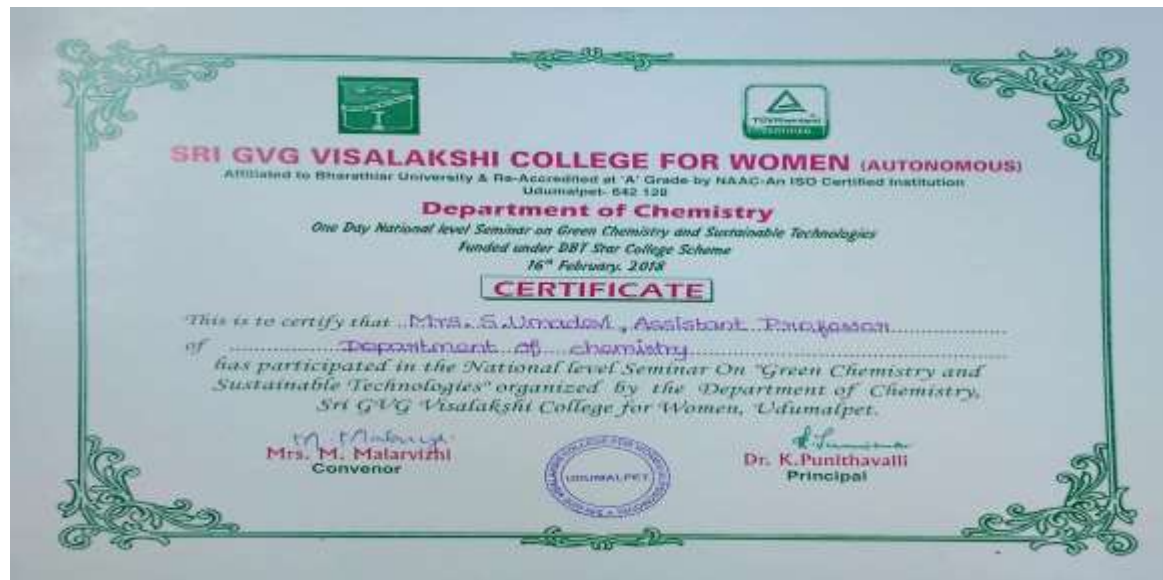 TÜVRheinland
CERTIFIED
SRI GVG VISALAKSHI COLLEGE FOR WOMEN (AUTONOMOUS)
Affiliated to Bharathiar University & Re-Accredited at 'A' Grade by NAAC-An ISO Certified Institution
Udumalpet- 642 128
Department of Chemistry
One Day National level Seminar on Green Chemistry and Sustainable Technologies
Funded under DBT Star College Scheme
16th February, 2018
CERTIFICATE
This is to certify that Mrs. S. Umadevi, Assistant Professor
of Department of chemistry
has participated in the National level Seminar On "Green Chemistry and
Sustainable Technologies" organized by the Department of Chemistry,
Sri GVG Visalakshi College for Women, Udumalpet.
Mrs. M. Malarvizhi
Convenor
UDUMALPET
Dr. K.Punithavalli
Principal